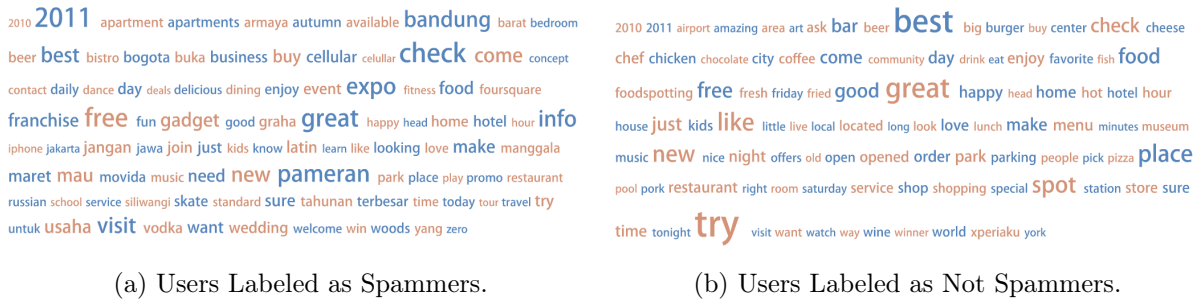 2010 2011 apartment apartments armaya autumn available bandung barat bedroom
beer best bistro bogota buka business buy cellular celullar check come concept
contact daily dance day deals delicious dining enjoy event expo fitness food foursquare
franchise free fun gadget good graha great happy head home hotel hour info
iphone jakarta jangan jawa join just kids know latin learn like looking love make manggala
maret mau movida music need new pameran park place play promo restaurant
russian school service siliwangi skate standard sure tahunan terbesar time today tour travel try
untuk usaha visit vodka want wedding welcome win woods yang zero
(a) Users Labeled as Spammers.
2010 2011 airport amazing area art ask bar beer best big burger buy center check cheese
chef chicken chocolate city coffee come community day drink eat enjoy favorite fish food
foodspotting free fresh friday fried good great happy head home hot hotel hour
house just kids like little live local located long look love lunch make menu minutes museum
music new nice night offers old open opened order park parking people pick pizza place
pool pork restaurant right room saturday service shop shopping special spot station store sure
time tonight try visit want watch way wine winner world xperiaku york
(b) Users Labeled as Not Spammers.